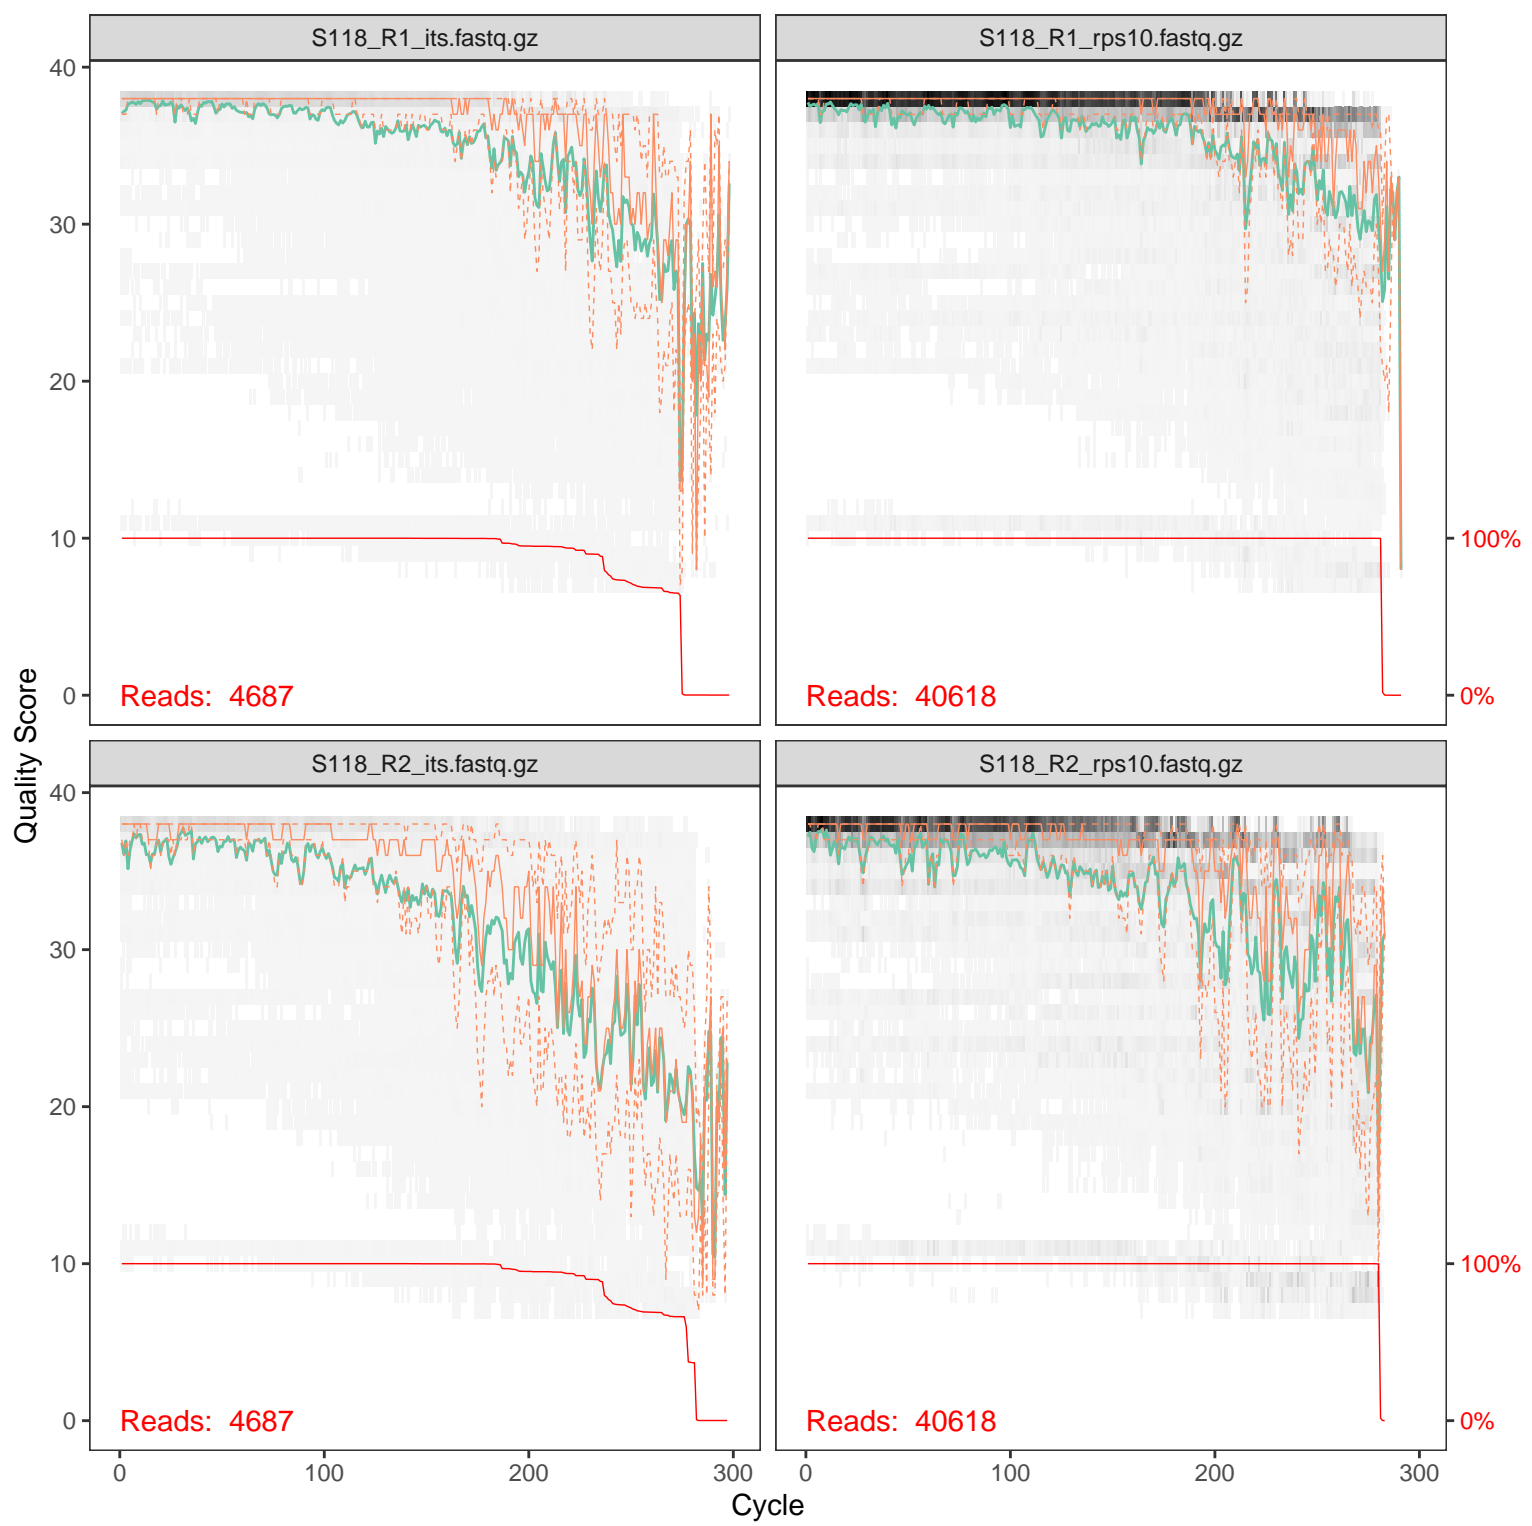 S118_R1_its.fastq.gz
S118_R1_rps10.fastq.gz
40
30
20
10
0
Reads: 4687
Reads: 40618
100%
0%
Quality Score
S118_R2_its.fastq.gz
S118_R2_rps10.fastq.gz
40
30
20
10
0
Reads: 4687
Reads: 40618
100%
0%
0 100 200 300
0 100 200 300
Cycle